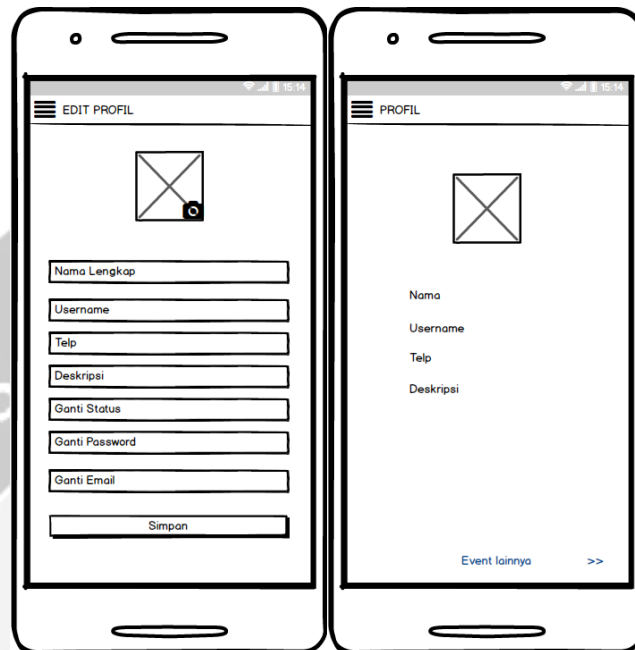 15:14
EDIT PROFIL
Nama Lengkap
Username
Telp
Deskripsi
Ganti Status
Ganti Password
Ganti Email
Simpan
15:14
PROFIL
Nama
Username
Telp
Deskripsi
Event lainnya >>